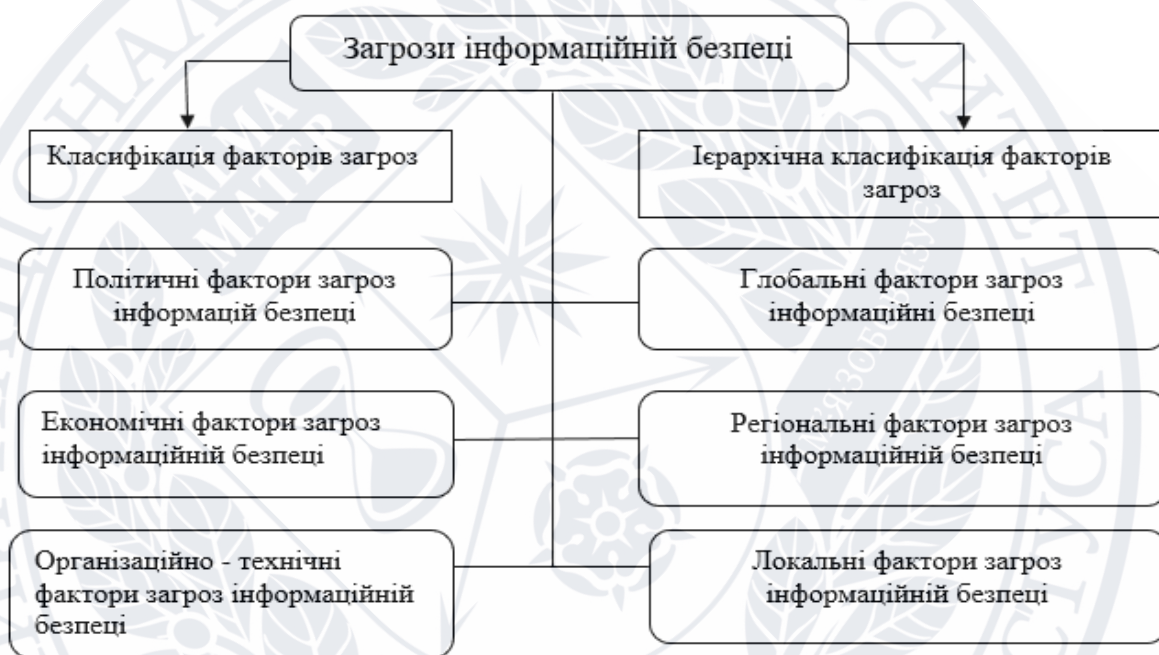 Загрози інформаційній безпеці
Класифікація факторів загроз
Ієрархічна класифікація факторів
загроз
Політичні фактори загроз
інформацій безпеці
Глобальні фактори загроз
інформаційні безпеці
Економічні фактори загроз
інформаційній безпеці
Регіональні фактори загроз
інформаційній безпеці
Організаційно - технічні
фактори загроз інформаційній
безпеці
Локальні фактори загроз
інформаційній безпеці
ALMA
MATER